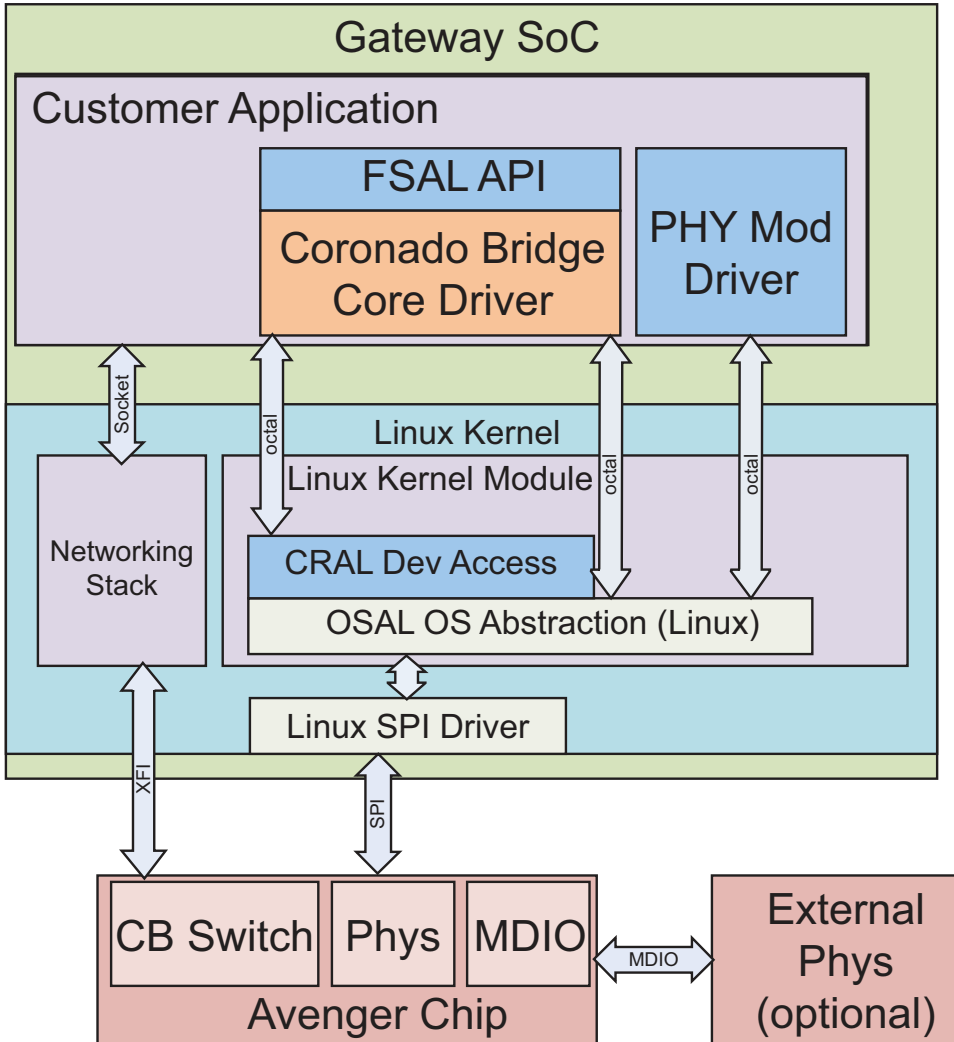 Gateway SoC
Customer Application
FSAL API
Coronado Bridge
Core Driver
PHY Mod
Driver
Socket
octal
octal
octal
Linux Kernel
Linux Kernel Module
Networking
Stack
CRAL Dev Access
OSAL OS Abstraction (Linux)
Linux SPI Driver
XFI
SPI
CB Switch
Phys
MDIO
Avenger Chip
MDIO
External
Phys
(optional)